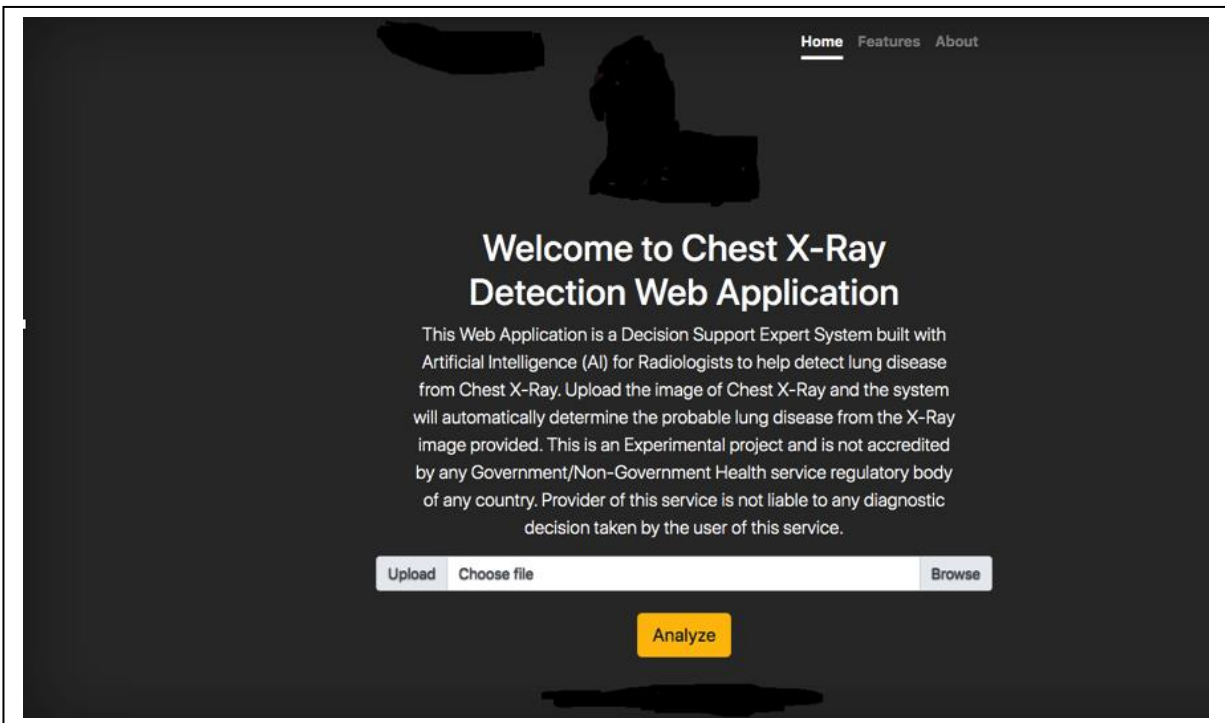 Home Features About
Welcome to Chest X-Ray
Detection Web Application
This Web Application is a Decision Support Expert System built with
Artificial Intelligence (AI) for Radiologists to help detect lung disease
from Chest X-Ray. Upload the image of Chest X-Ray and the system
will automatically determine the probable lung disease from the X-Ray
image provided. This is an Experimental project and is not accredited
by any Government/Non-Government Health service regulatory body
of any country. Provider of this service is not liable to any diagnostic
decision taken by the user of this service.
Upload Choose file Browse
Analyze